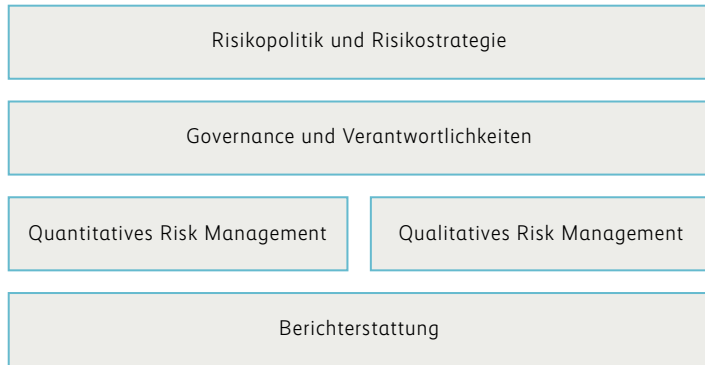 Risikopolitik und Risikostrategie
Governance und Verantwortlichkeiten
Quantitatives Risk Management
Qualitatives Risk Management
Berichterstattung